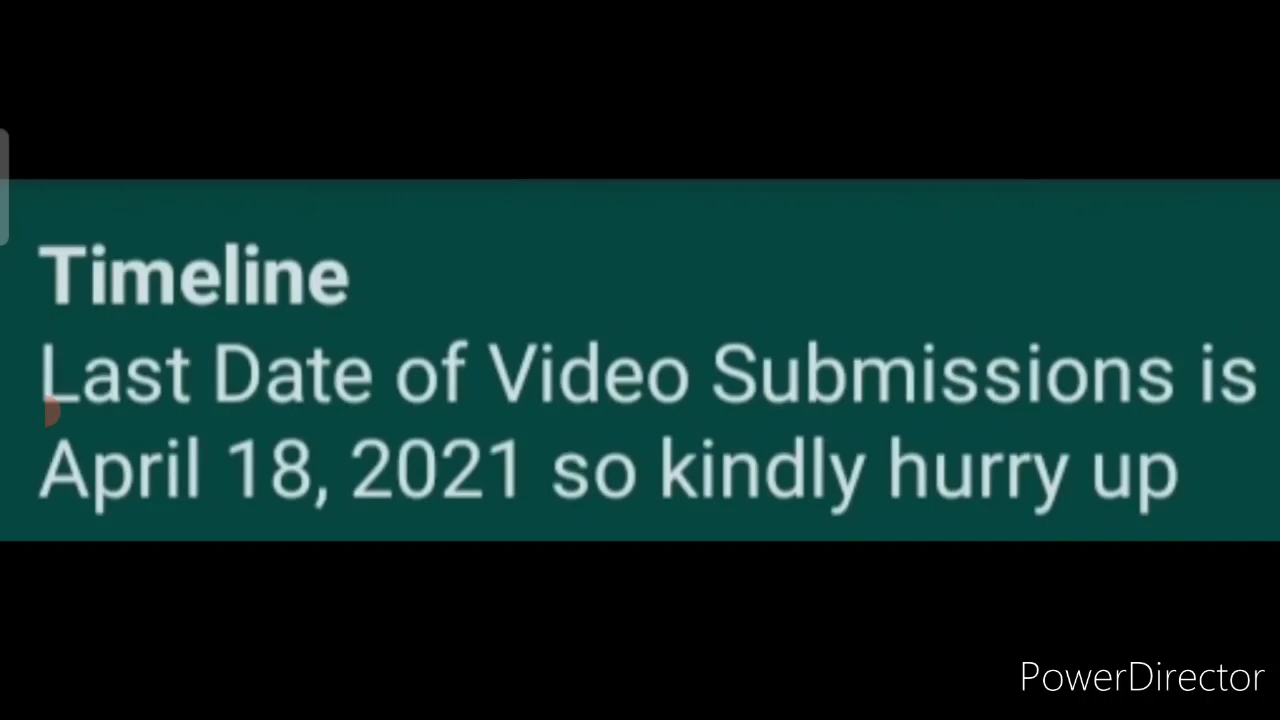 Timeline
Last Date of Video Submissions is
April 18, 2021 so kindly hurry up
PowerDirector